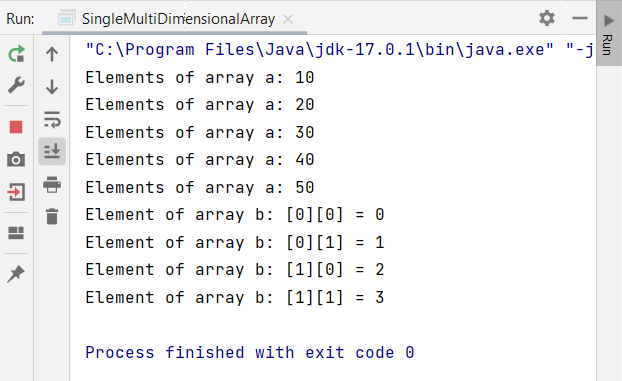 Run: SingleMultiDimensionalArray
"C:\Program Files\Java\jdk-17.0.1\bin\java.exe" "-j
Elements of array a: 10
Elements of array a: 20
Elements of array a: 30
Elements of array a: 40
Elements of array a: 50
Element of array b: [0][0] = 0
Element of array b: [0][1] = 1
Element of array b: [1][0] = 2
Element of array b: [1][1] = 3
Process finished with exit code 0
Run